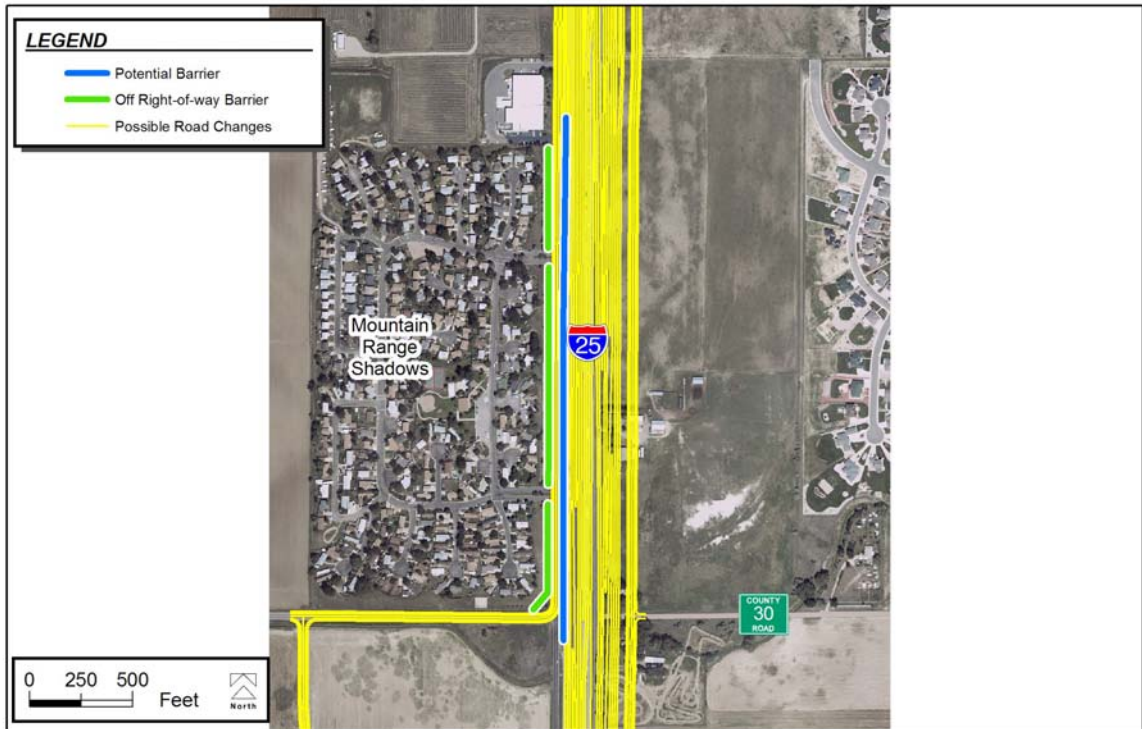 LEGEND
Potential Barrier
Off Right-of-way Barrier
Possible Road Changes
Mountain
Range
Shadows
25
COUNTY
30
ROAD
0 250 500
Feet
North